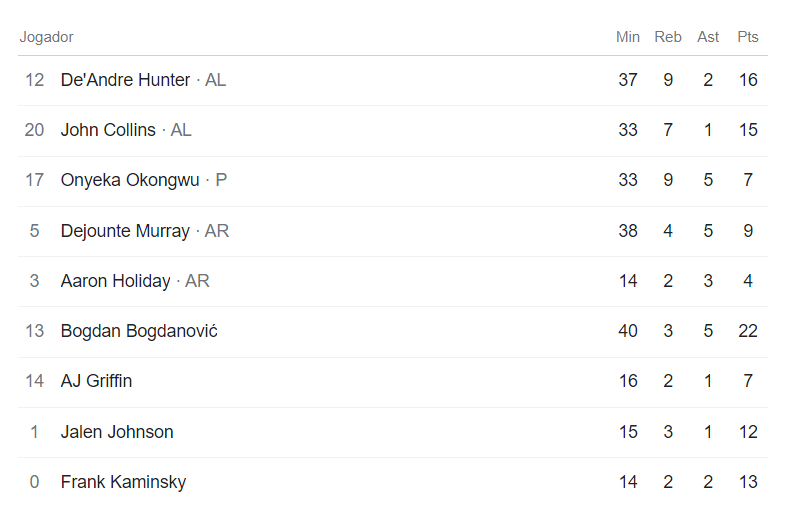 Jogador Min Reb Ast Pts
12 De'Andre Hunter · AL 37 9 2 16
20 John Collins · AL 33 7 1 15
17 Onyeka Okongwu · P 33 9 5 7
5 Dejounte Murray · AR 38 4 5 9
3 Aaron Holiday · AR 14 2 3 4
13 Bogdan Bogdanović 40 3 5 22
14 AJ Griffin 16 2 1 7
1 Jalen Johnson 15 3 1 12
0 Frank Kaminsky 14 2 2 13